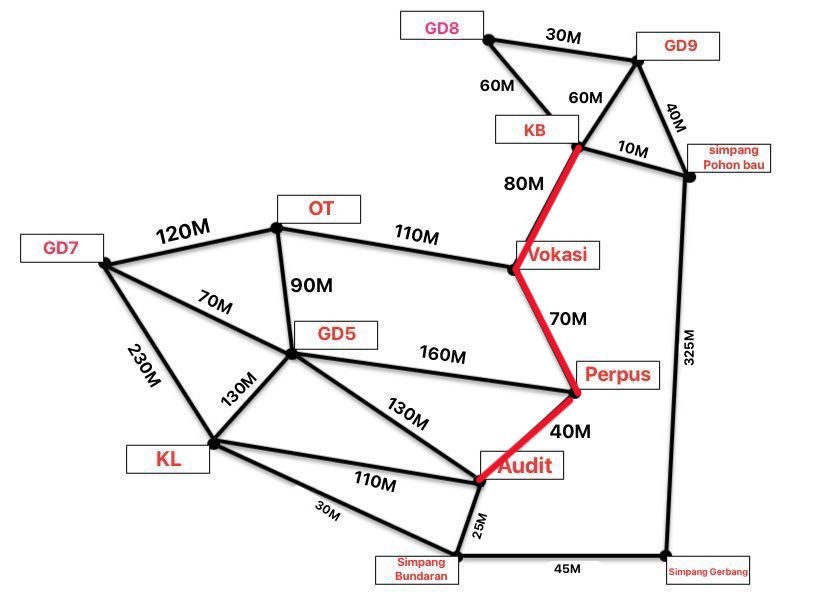 GD8
30M
GD9
60M
60M
40M
KB
10M
simpang
Pohon bau
80M
OT
120M
110M
GD7
Vokasi
90M
70M
GD5
70M
160M
325M
230M
130M
Perpus
130M
40M
KL
Audit
110M
30M
25M
Simpang
Bundaran
45M
Simpang Gerbang